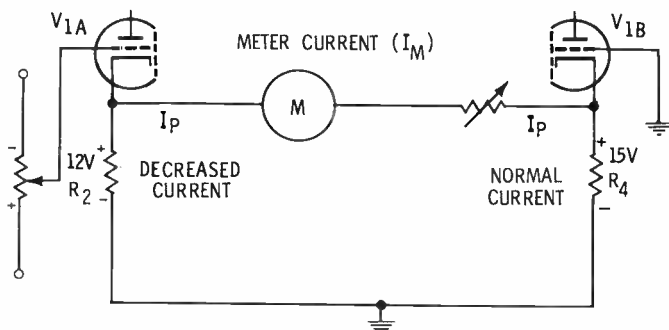 V1A
V1B
METER CURRENT (IM)
M
IP
IP
-
+
12V
R2
+
-
DECREASED
CURRENT
NORMAL
CURRENT
+
15V
R4
-